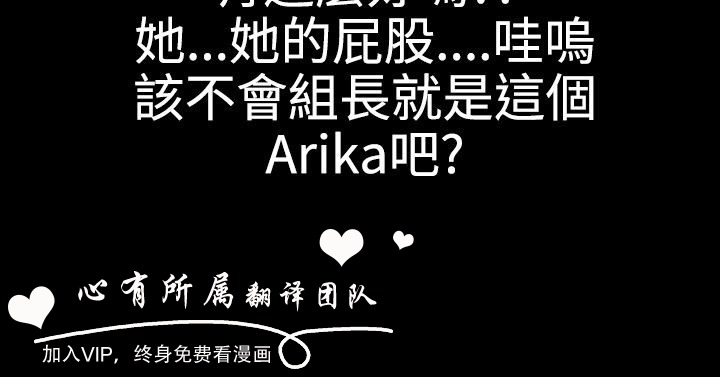 她...她的屁股....哇嗚
該不會組長就是這個
Arika吧?
心有所属翻译团队
加入VIP，终身免费看漫画